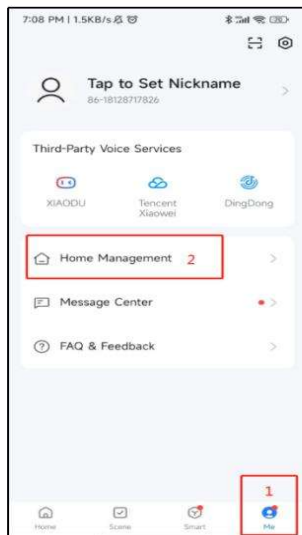 7:08 PM | 1.5KB/s
Tap to Set Nickname
86-18128717826
Third-Party Voice Services
XIAODU
Tencent
Xiaowei
DingDong
Home Management 2
Message Center
FAQ & Feedback
1
Home
Scene
Smart
Me